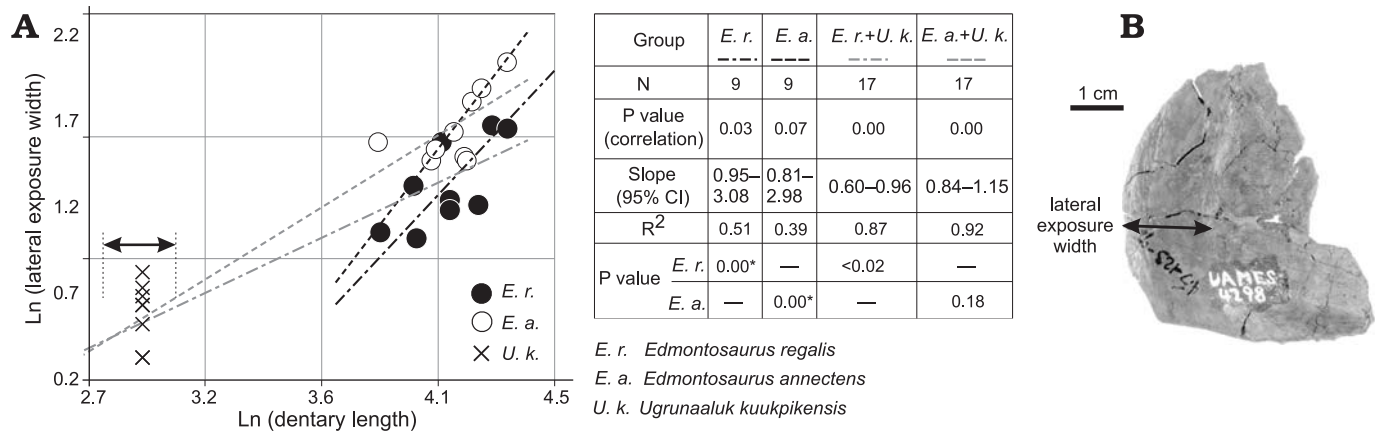 A
2.2
1.7
1.2
0.7
0.2
Ln (lateral exposure width)
2.7 3.2 3.6 4.1 4.5
Ln (dentary length)
E. r.
E. a.
U. k.
Group E. r. E. a. E. r.+U. k. E. a.+U. k.
N 9 9 17 17
P value
(correlation) 0.03 0.07 0.00 0.00
Slope
(95% CI) 0.95–3.08 0.81–2.98 0.60–0.96 0.84–1.15
R2 0.51 0.39 0.87 0.92
P value
E. r. 0.00* — <0.02 —
E. a. — 0.00* — 0.18
E. r. Edmontosaurus regalis
E. a. Edmontosaurus annectens
U. k. Ugrunaaluk kuukpikensis
B
1 cm
lateral
exposure
width
UAMES
4298